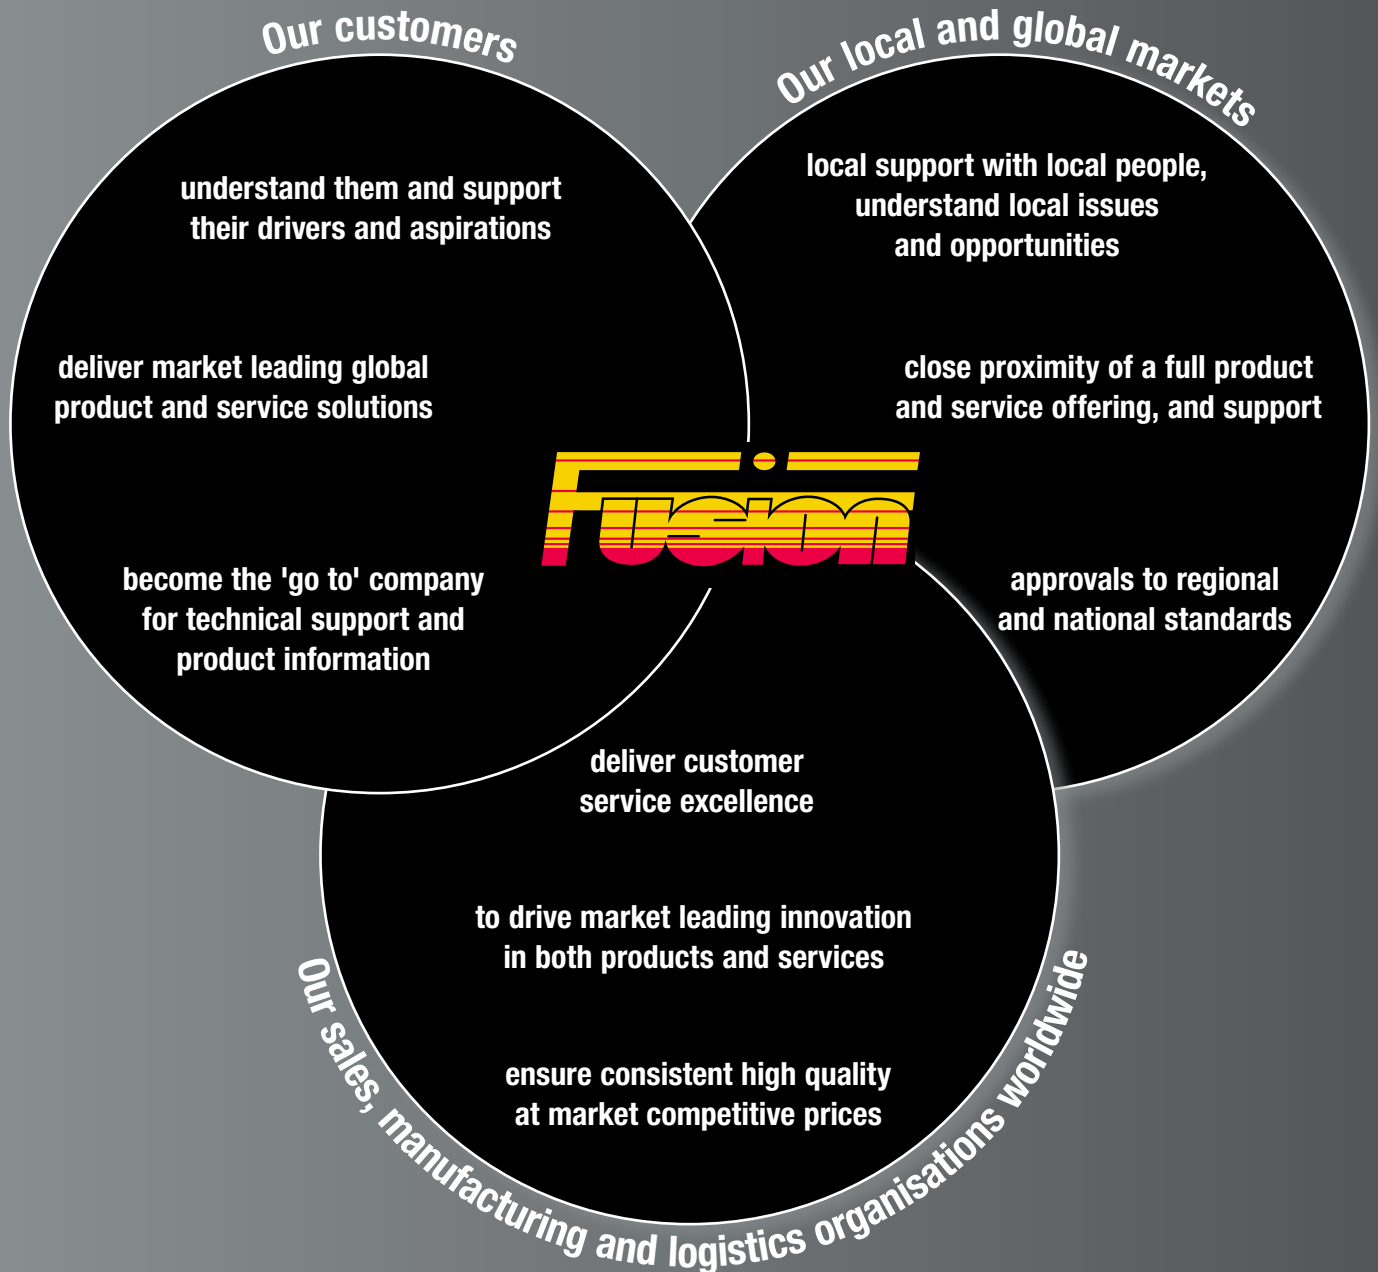 Our customers
understand them and support
their drivers and aspirations
deliver market leading global
product and service solutions
become the 'go to' company
for technical support and
product information
Our local and global markets
local support with local people,
understand local issues
and opportunities
close proximity of a full product
and service offering, and support
approvals to regional
and national standards
Fusion
deliver customer
service excellence
to drive market leading innovation
in both products and services
ensure consistent high quality
at market competitive prices
Our sales, manufacturing and logistics organisations worldwide